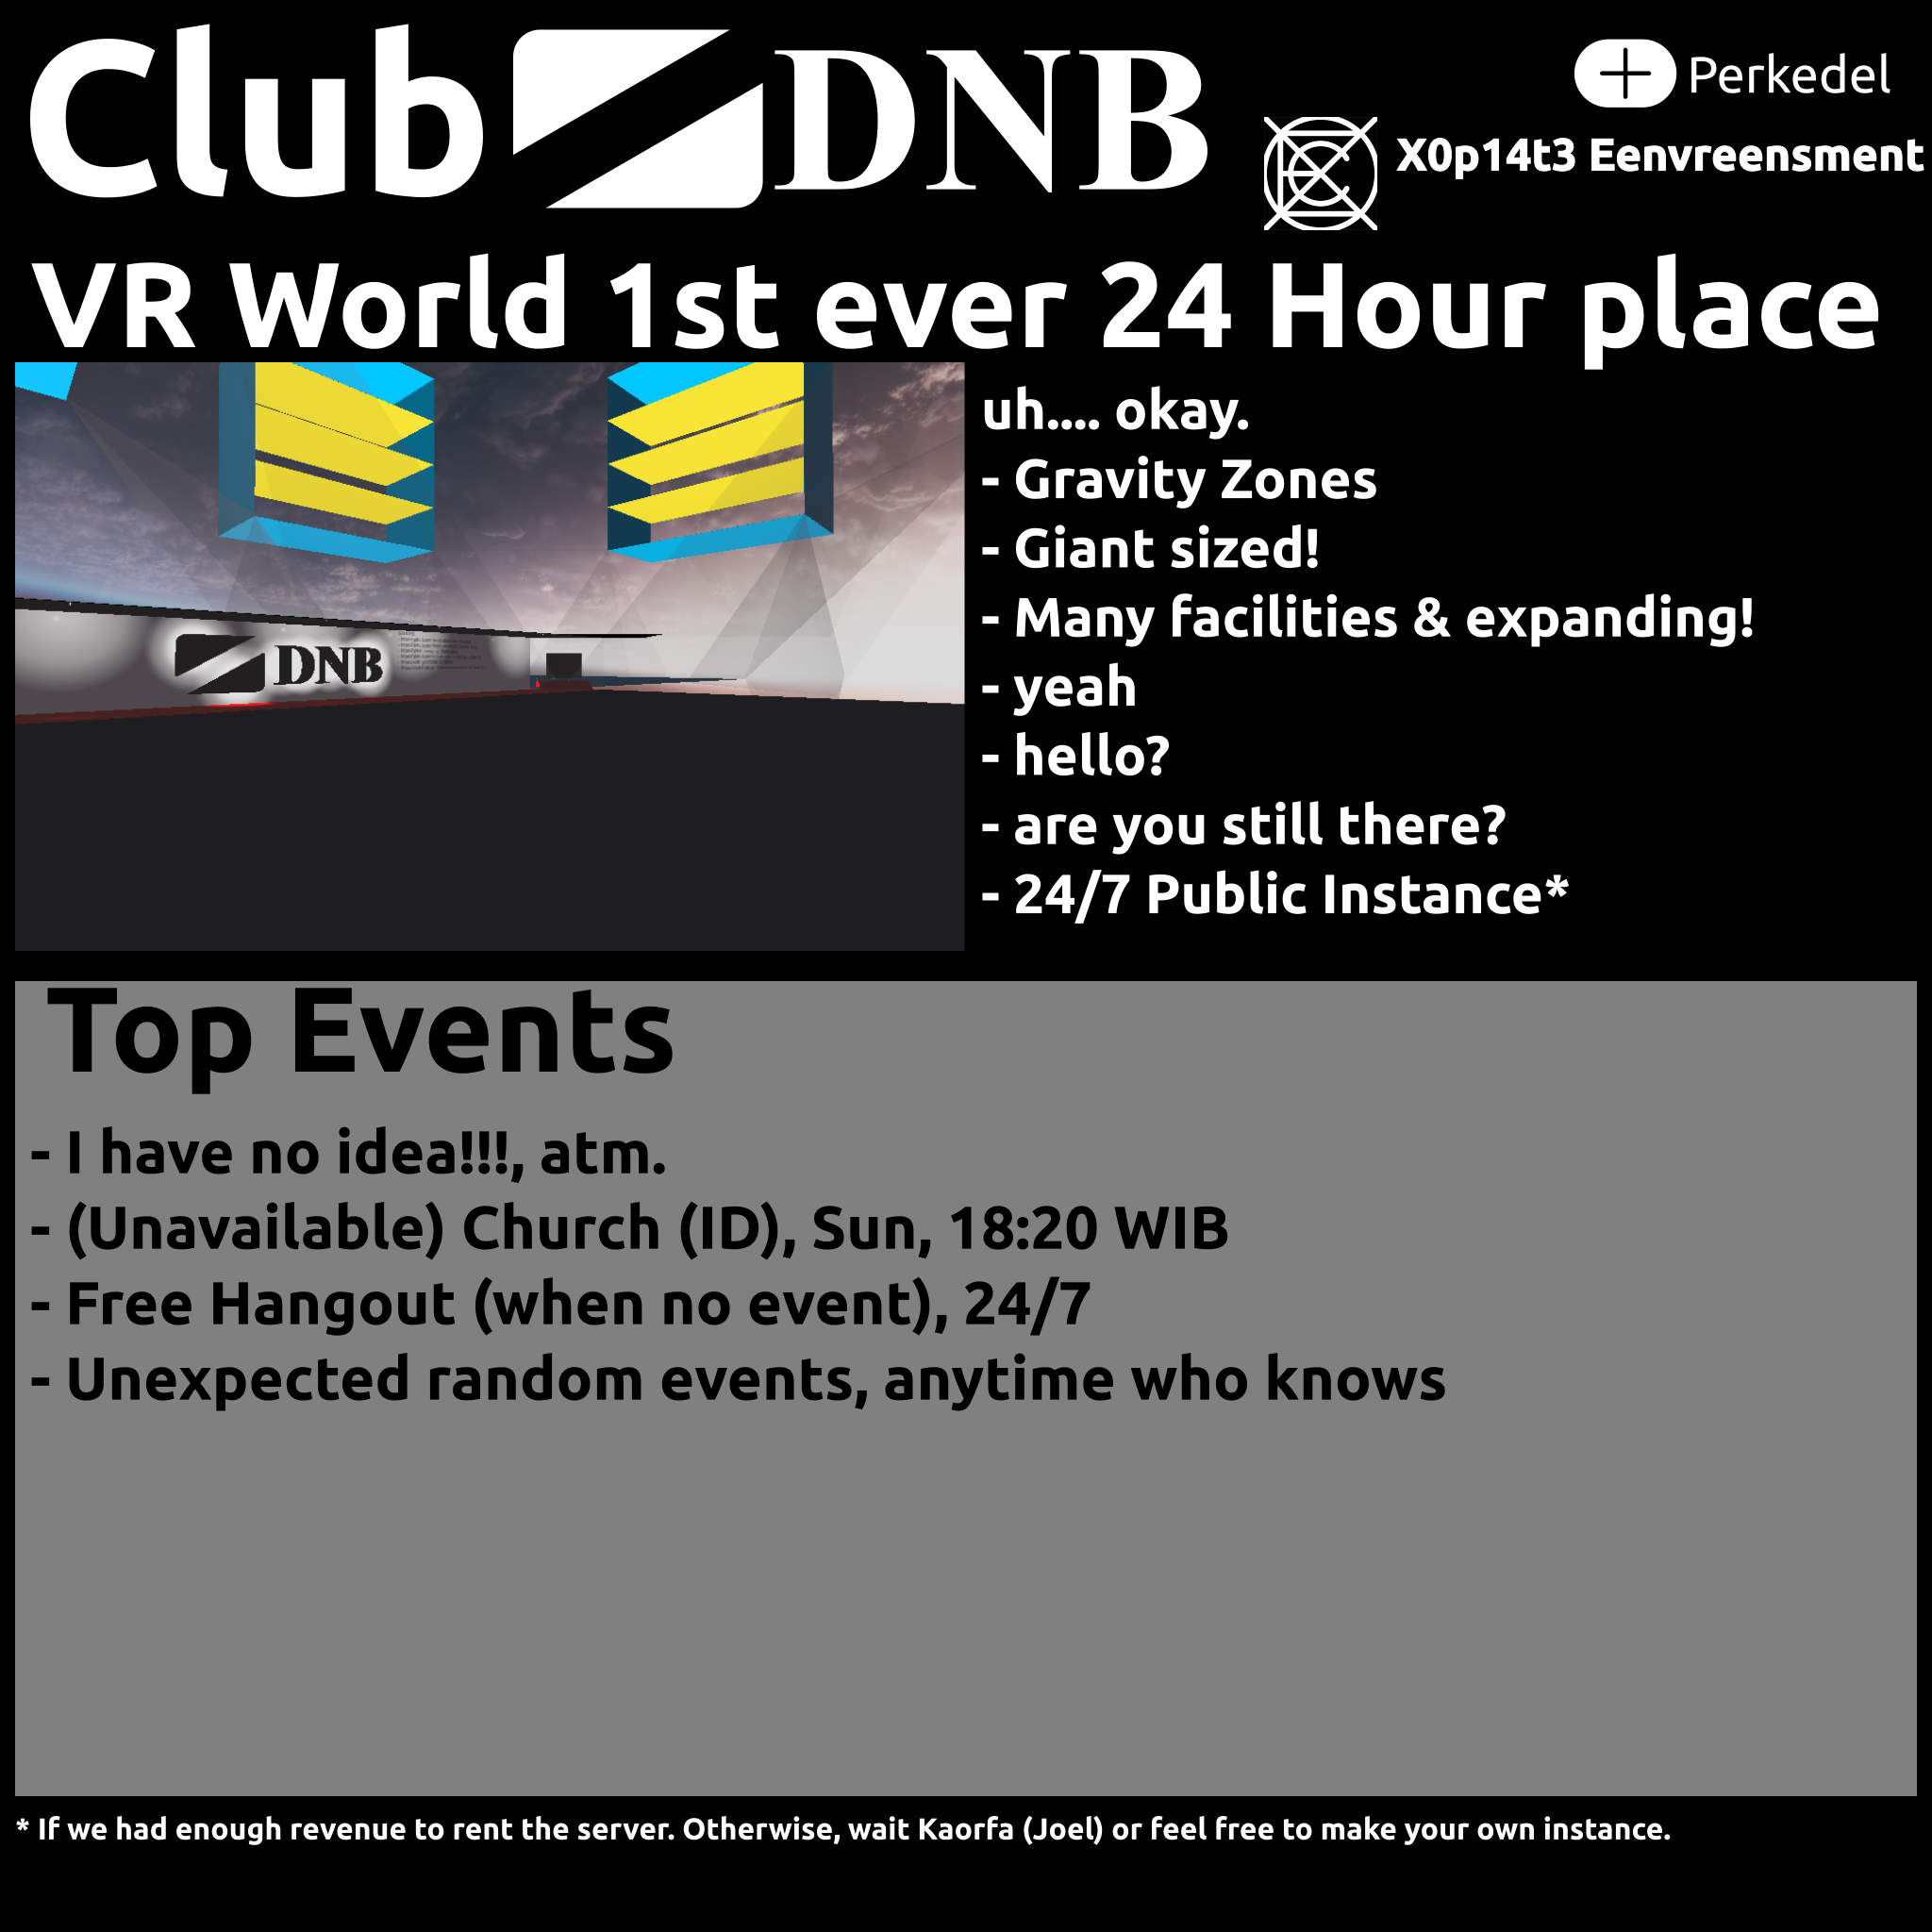 Club DNB
Perkedel
X0p14t3 Eenvreensment
VR World 1st ever 24 Hour place
uh.... okay.
- Gravity Zones
- Giant sized!
- Many facilities & expanding!
- yeah
- hello?
- are you still there?
- 24/7 Public Instance*
DNB
Top Events
- I have no idea!!!, atm.
- (Unavailable) Church (ID), Sun, 18:20 WIB
- Free Hangout (when no event), 24/7
- Unexpected random events, anytime who knows
* If we had enough revenue to rent the server. Otherwise, wait Kaorfa (Joel) or feel free to make your own instance.